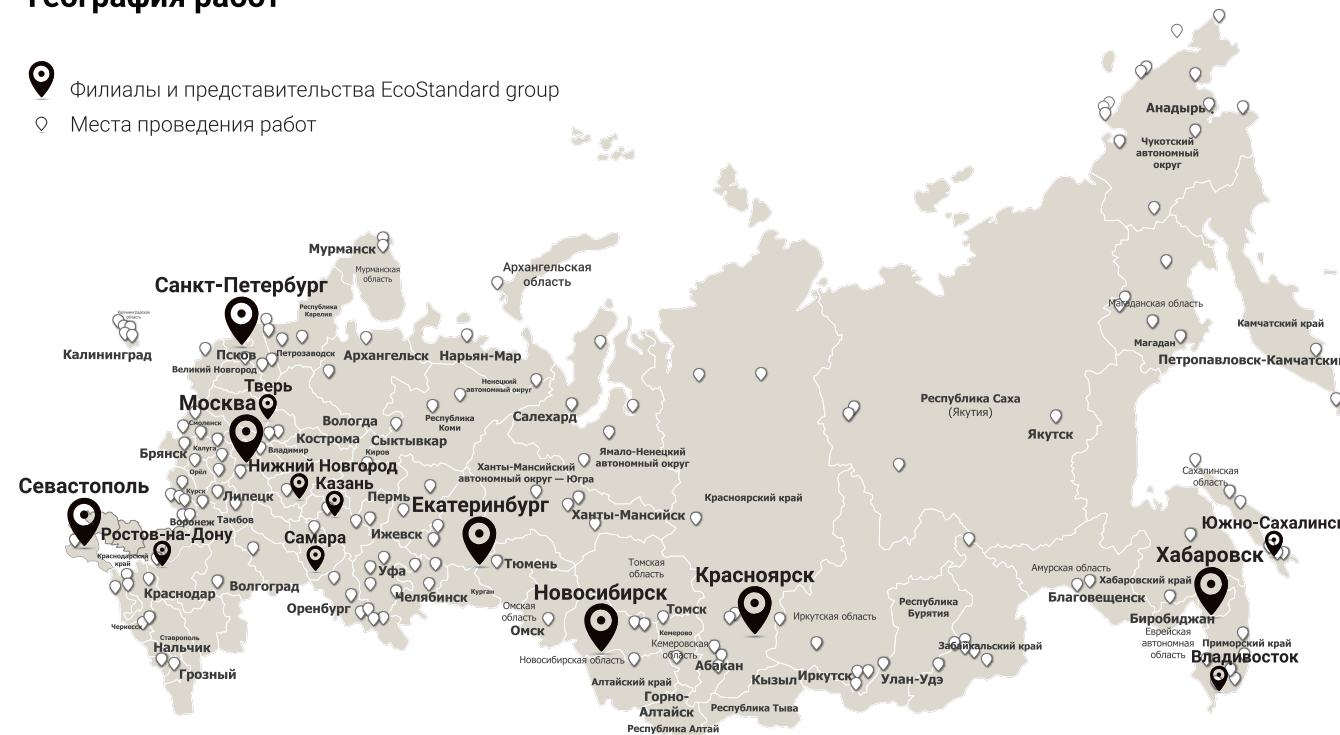 География работ
Филиалы и представительства EcoStandard group
Места проведения работ
Анадырь
Чукотский
автономный
округ
Мурманск
Мурманская
область
Архангельская
область
Санкт-Петербург
Республика
Карелия
Калининградская
область
Калининград
Псков
Петрозаводск
Архангельск
Нарьян-Мар
Великий Новгород
Магаданская область
Магадан
Камчатский край
Петропавловск-Камчатский
Тверь
Ненецкий
автономный округ
Москва
Смоленск
Вологда
Республика
Коми
Салехард
Республика Саха
(Якутия)
Якутск
Кострома
Сыктывкар
Брянск
Калуга
Владимир
Киров
Ямало-Ненецкий
автономный округ
Нижний Новгород
Орёл
Казань
Ханты-Мансийский
автономный округ — Югра
Сахалинская
область
Севастополь
Курск
Липецк
Пермь
Екатеринбург
Красноярский край
Воронеж
Тамбов
Ханты-Мансийск
Южно-Сахалинск
Ростов-на-Дону
Самара
Ижевск
Краснодарский
край
Уфа
Тюмень
Томская
область
Красноярск
Хабаровск
Амурская область
Хабаровский край
Благовещенск
Краснодар
Волгоград
Оренбург
Челябинск
Курган
Новосибирск
Омская
область
Омск
Томск
Иркутская область
Республика
Бурятия
Биробиджан
Черкесск
Ставрополь
Нальчик
Грозный
Кемерово
Кемеровская
область
Новосибирская область
Абакан
Забайкальский край
Еврейская
автономная
область
Приморский край
Владивосток
Алтайский край
Кызыл
Иркутск
Улан-Удэ
Горно-
Алтайск
Республика Тыва
Республика Алтай